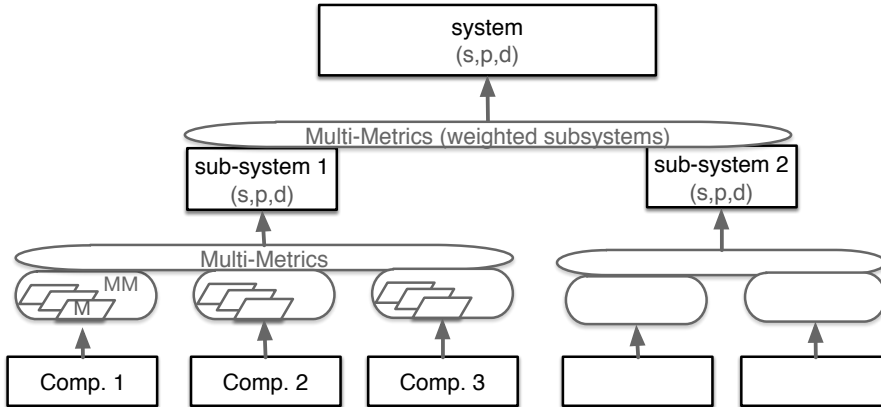 system
(s,p,d)
Multi-Metrics (weighted subsystems)
sub-system 1
(s,p,d)
sub-system 2
(s,p,d)
Multi-Metrics
MM
M
Comp. 1
Comp. 2
Comp. 3